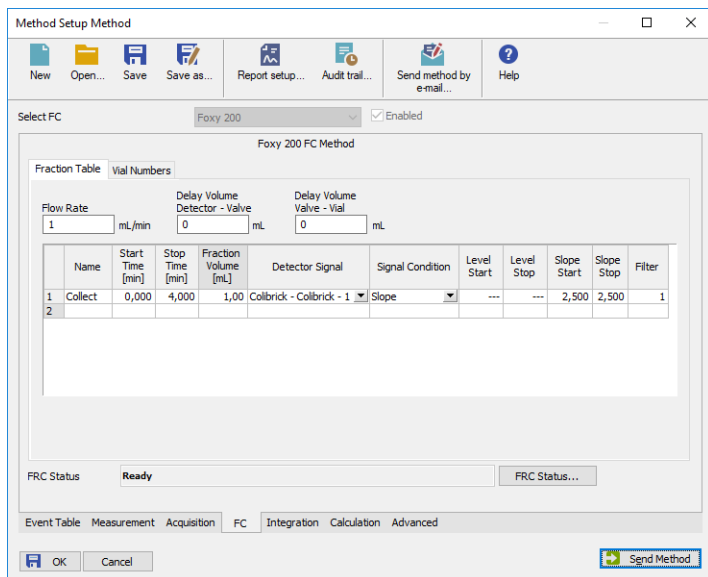 Method Setup Method
New Open... Save Save as... Report setup... Audit trail... Send method by e-mail... Help
Select FC Foxy 200 Enabled
Foxy 200 FC Method
Fraction Table Vial Numbers
Flow Rate Delay Volume Detector - Valve Delay Volume Valve - Vial
1 mL/min 0 mL 0 mL
Name Start Time [min] Stop Time [min] Fraction Volume [mL] Detector Signal Signal Condition Level Start Level Stop Slope Start Slope Stop Filter
1 Collect 0,000 4,000 1,00 Colibrick - Colibrick - 1 Slope --- --- 2,500 2,500 1
2
FRC Status Ready FRC Status...
Event Table Measurement Acquisition FC Integration Calculation Advanced
OK Cancel Send Method